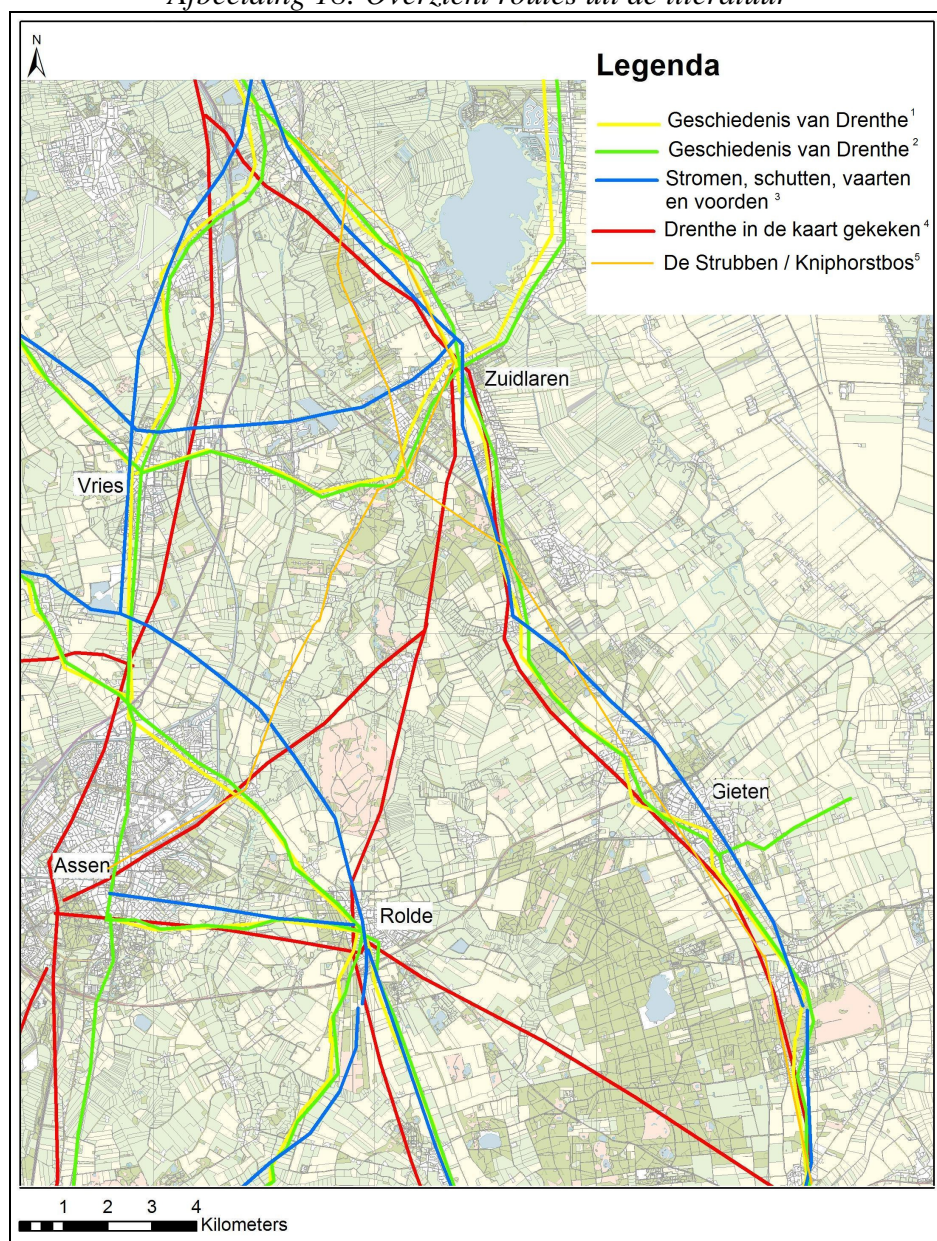 Afbeelding 18: Overzicht routes uit de literatuur
N
Legenda
Geschiedenis van Drenthe 1
Geschiedenis van Drenthe 2
Stromen, schutten, vaarten
en voorden 3
Drenthe in de kaart gekeken 4
De Strubben / Kniphorstbos 5
Zuidlaren
Vries
Gieten
Assen
Rolde
1 2 3 4
Kilometers